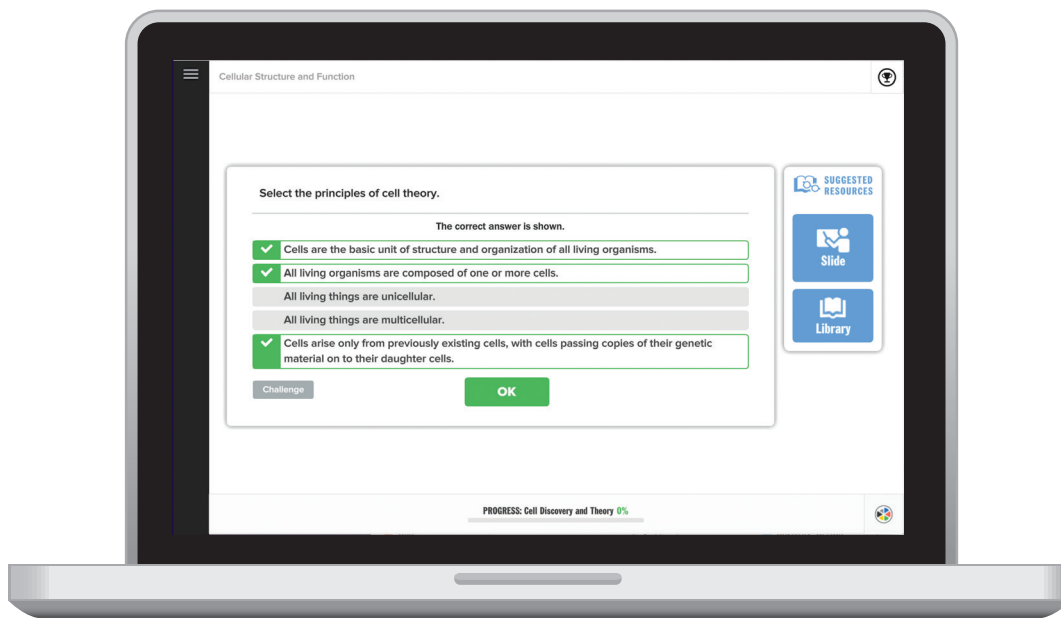 Cellular Structure and Function
Select the principles of cell theory.
The correct answer is shown.
Cells are the basic unit of structure and organization of all living organisms.
All living organisms are composed of one or more cells.
All living things are unicellular.
All living things are multicellular.
Cells arise only from previously existing cells, with cells passing copies of their genetic
material on to their daughter cells.
Challenge
OK
SUGGESTED
RESOURCES
Slide
Library
PROGRESS: Cell Discovery and Theory 0%